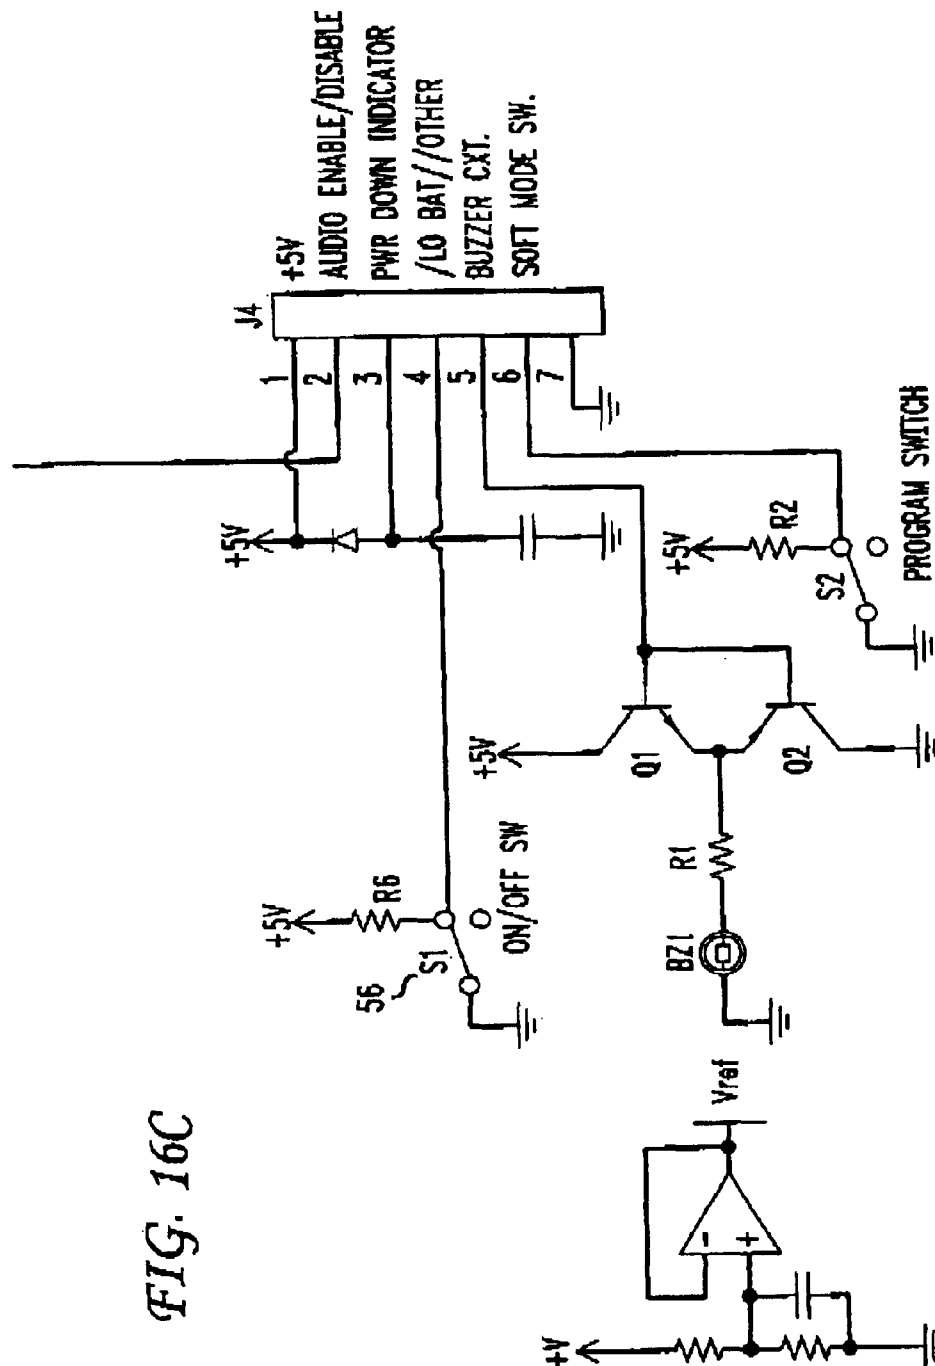 FIG. 16C
+5V
AUDIO ENABLE/DISABLE
PWR DOWN INDICATOR
/LO BAT//OTHER
BUZZER CXT.
SOFT MODE SW.
J4
1
2
3
4
5
6
7
+5V
+5V
R6
56
S1
ON/OFF SW
+5V
Q1
Q2
R1
BZ1
+5V
R2
S2
PROGRAM SWITCH
Vref
-
+
+V